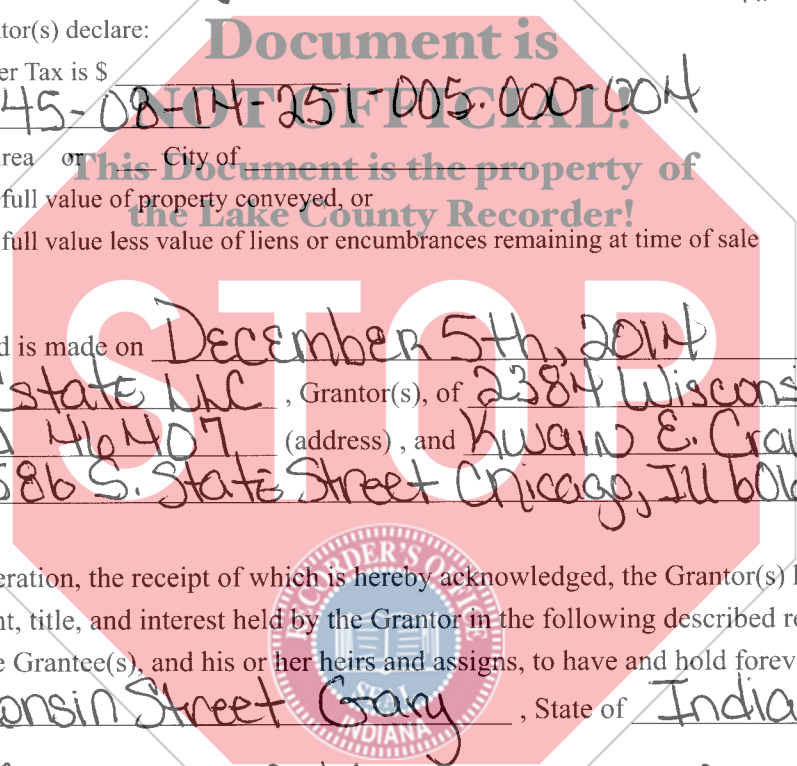 tor(s) declare:
Document is
er Tax is $
45-08-14-251-005.000-004
NOT OFFICIAL!
rea or City of
This Document is the property of
full value of property conveyed, or
the Lake County Recorder!
full value less value of liens or encumbrances remaining at time of sale
STOP
d is made on DECEMBER 5th, 2014
state LLC , Grantor(s), of 2384 Wisconsi
46407 (address) , and Kwain E. Cra
586 S. State Street Chicago, Ill 606
eration, the receipt of which is hereby acknowledged, the Grantor(s)
nt, title, and interest held by the Grantor in the following described re
e Grantee(s), and his or her heirs and assigns, to have and hold forev
onsin Street Gary , State of India
RECORDER'S OFFICE
SEAL
INDIANA